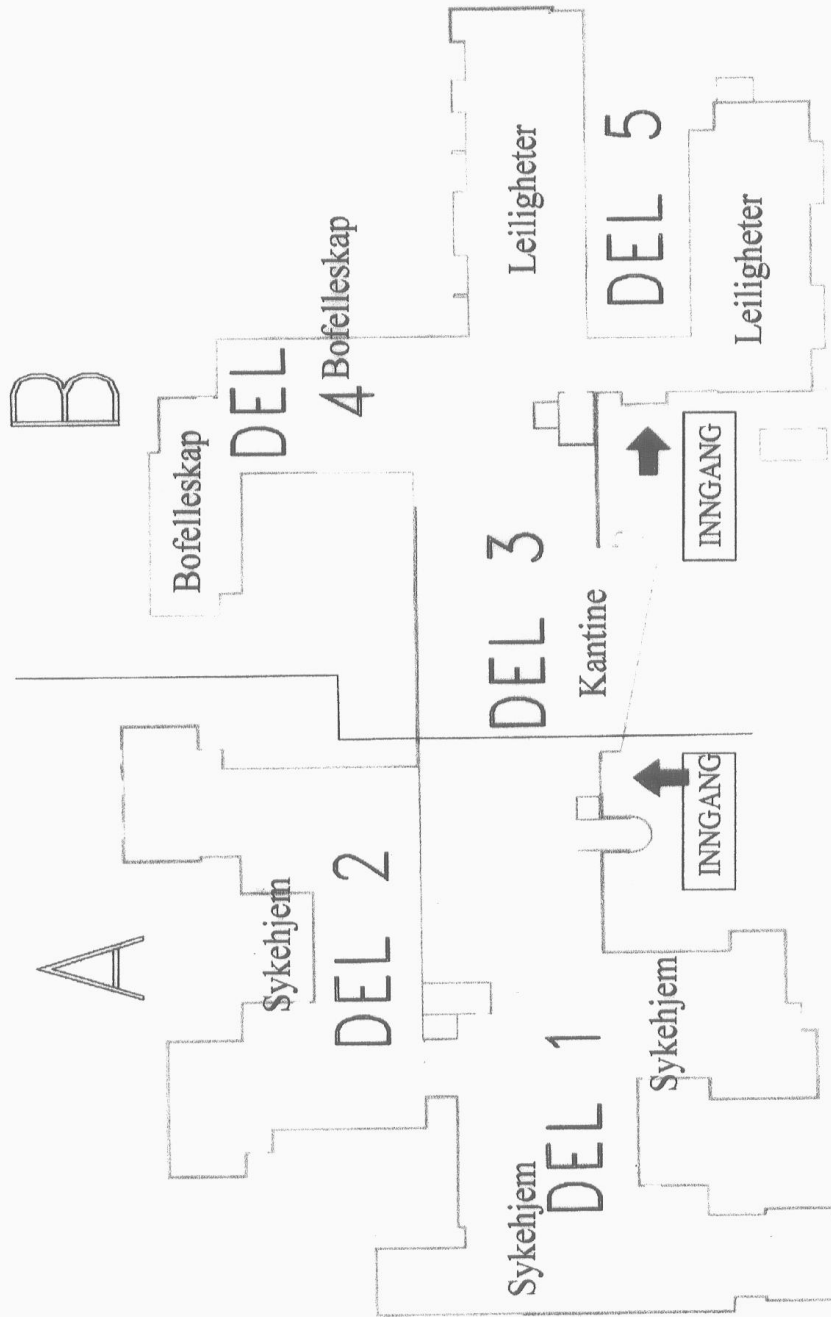 A
B
Sykehjem
DEL 2
Bofelleskap
DEL
4
Bofelleskap
Sykehjem
DEL 1
Sykehjem
DEL 3
Kantine
INNGANG
INNGANG
Leiligheter
DEL 5
Leiligheter